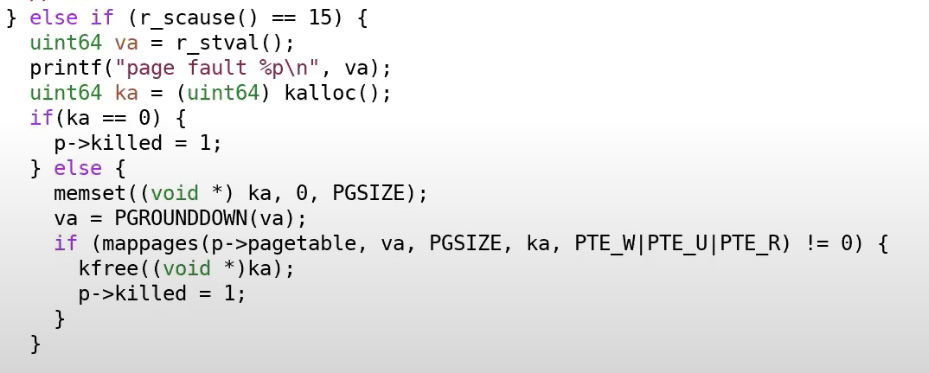 } else if (r_scause() == 15) {
  uint64 va = r_stval();
  printf("page fault %p\n", va);
  uint64 ka = (uint64) kalloc();
  if(ka == 0) {
    p->killed = 1;
  } else {
    memset((void *) ka, 0, PGSIZE);
    va = PGROUNDDOWN(va);
    if (mappages(p->pagetable, va, PGSIZE, ka, PTE_W|PTE_U|PTE_R) != 0) {
      kfree((void *)ka);
      p->killed = 1;
    }
  }